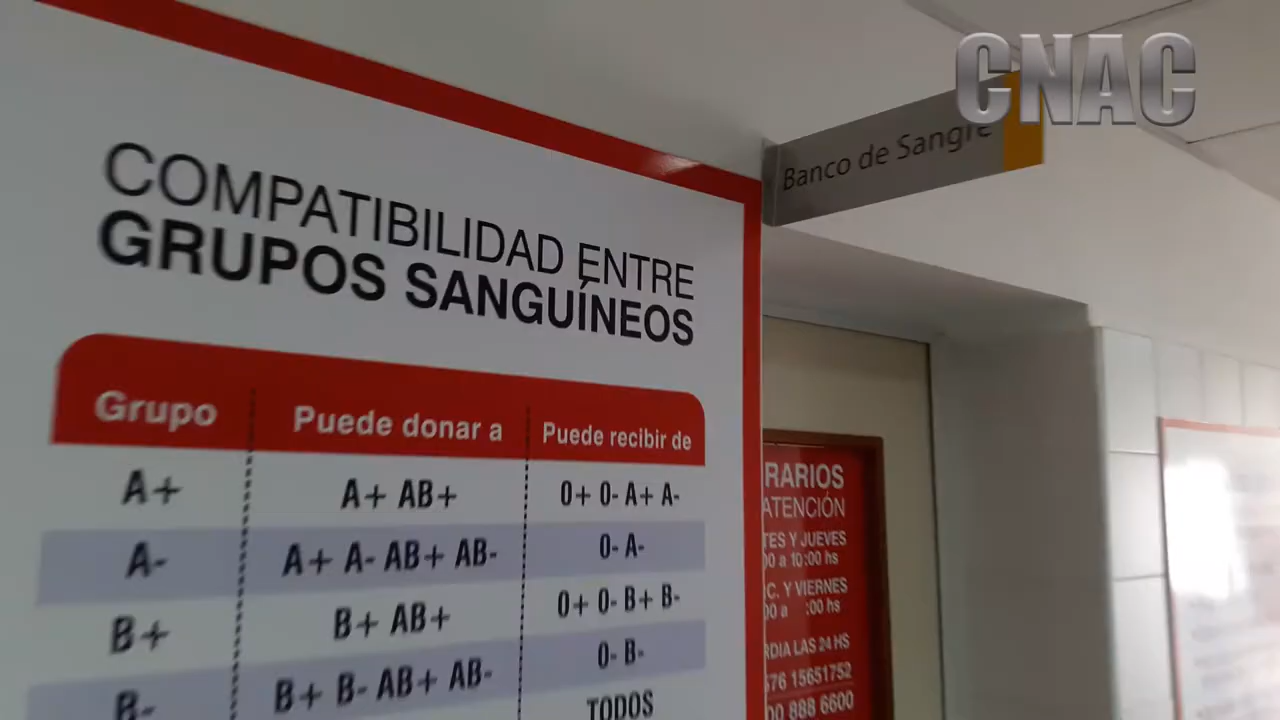 CNAC
Banco de Sangre
COMPATIBILIDAD ENTRE
GRUPOS SANGUÍNEOS
Grupo Puede donar a Puede recibir de
A+ A+ AB+ 0+ 0- A+ A-
A- A+ A- AB+ AB- 0- A-
B+ B+ AB+ 0+ 0- B+ B-
B- B+ B- AB+ AB- 0- B-
TODOS
RARIOS
ATENCIÓN
TES Y JUEVES
00 a 10:00 hs
C. Y VIERNES
00 a :00 hs
RDIA LAS 24 HS
576 15651752
00 888 6600